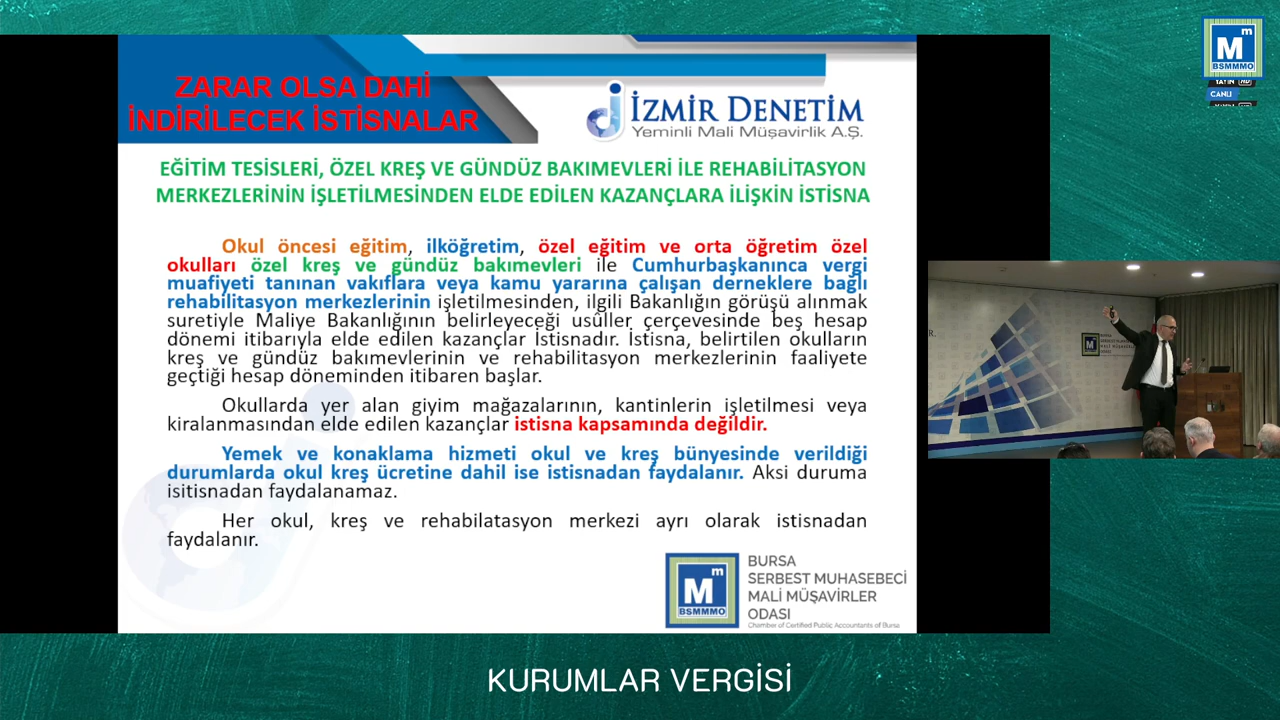 ZARAR OLSA DAHİ
İNDİRİLECEK İSTİSNALAR
İZMİR DENETİM
Yeminli Mali Müşavirlik A.Ş.
EĞİTİM TESİSLERİ, ÖZEL KREŞ VE GÜNDÜZ BAKIMEVLERİ İLE REHABİLİTASYON
MERKEZLERİNİN İŞLETİLMESİNDEN ELDE EDİLEN KAZANÇLARA İLİŞKİN İSTİSNA
Okul öncesi eğitim, ilköğretim, özel eğitim ve orta öğretim özel
okulları özel kreş ve gündüz bakımevleri ile Cumhurbaşkanınca vergi
muafiyeti tanınan vakıflara veya kamu yararına çalışan derneklere bağlı
rehabilitasyon merkezlerinin işletilmesinden, ilgili Bakanlığın görüşü alınmak
suretiyle Maliye Bakanlığının belirleyeceği usûller çerçevesinde beş hesap
dönemi itibarıyla elde edilen kazançlar İstisnadır. İstisna, belirtilen okulların
kreş ve gündüz bakımevlerinin ve rehabilitasyon merkezlerinin faaliyete
geçtiği hesap döneminden itibaren başlar.
Okullarda yer alan giyim mağazalarının, kantinlerin işletilmesi veya
kiralanmasından elde edilen kazançlar istisna kapsamında değildir.
Yemek ve konaklama hizmeti okul ve kreş bünyesinde verildiği
durumlarda okul kreş ücretine dahil ise istisnadan faydalanır. Aksi duruma
isitisnadan faydalanamaz.
Her okul, kreş ve rehabilatasyon merkezi ayrı olarak istisnadan
faydalanır.
Mm
BSMMMO
BURSA
SERBEST MUHASEBECİ
MALİ MÜŞAVİRLER
ODASI
Chamber of Certified Public Accountants of Bursa
Mm
BSMMMO
YAYIN HD
CANLI
KURUMLAR VERGİSİ